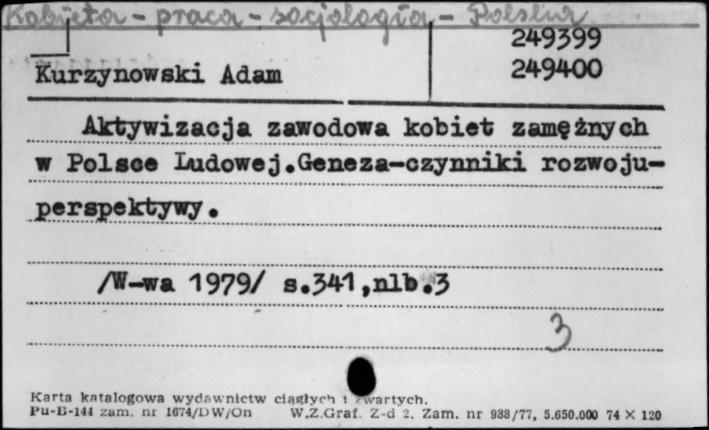 Kobieta - praca - socjologia - Polska
249399
Kurzynowski Adam 249400
Aktywizacja zawodowa kobiet zamężnych
w Polsce Ludowej.Geneza-czynniki rozwoju-
perspektywy.
/W-wa 1979/ s.341,nlb.3
3
Karta katalogowa wydawnictw ciągłych i zwartych.
Pu-B-144 zam. nr 1674/DW/On W.Z.Graf. Z-d 2. Zam. nr 988/77, 5.650.000 74 X 120